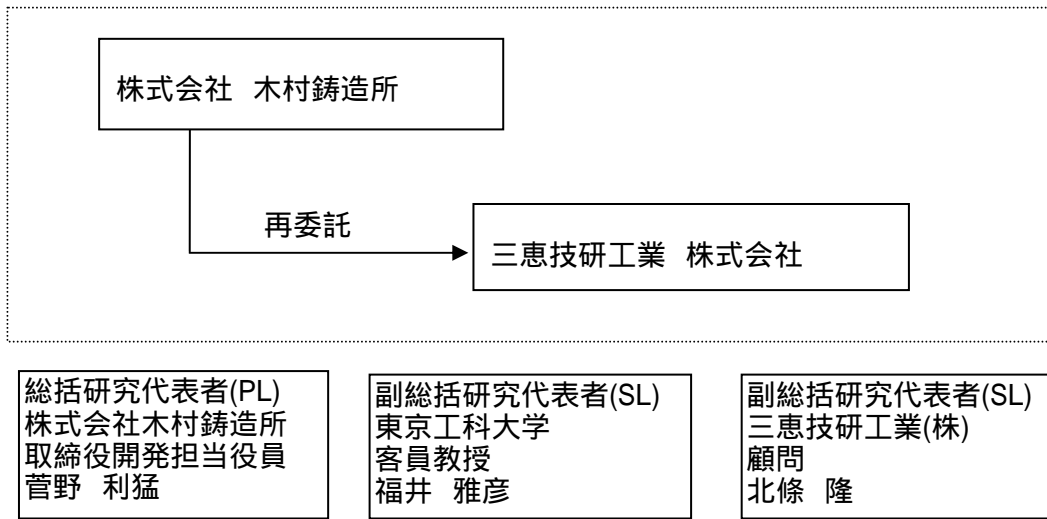 株式会社 木村鋳造所
再委託
三恵技研工業 株式会社
総括研究代表者(PL)
株式会社木村鋳造所
取締役開発担当役員
菅野 利猛
副総括研究代表者(SL)
東京工科大学
客員教授
福井 雅彦
副総括研究代表者(SL)
三恵技研工業(株)
顧問
北條 隆